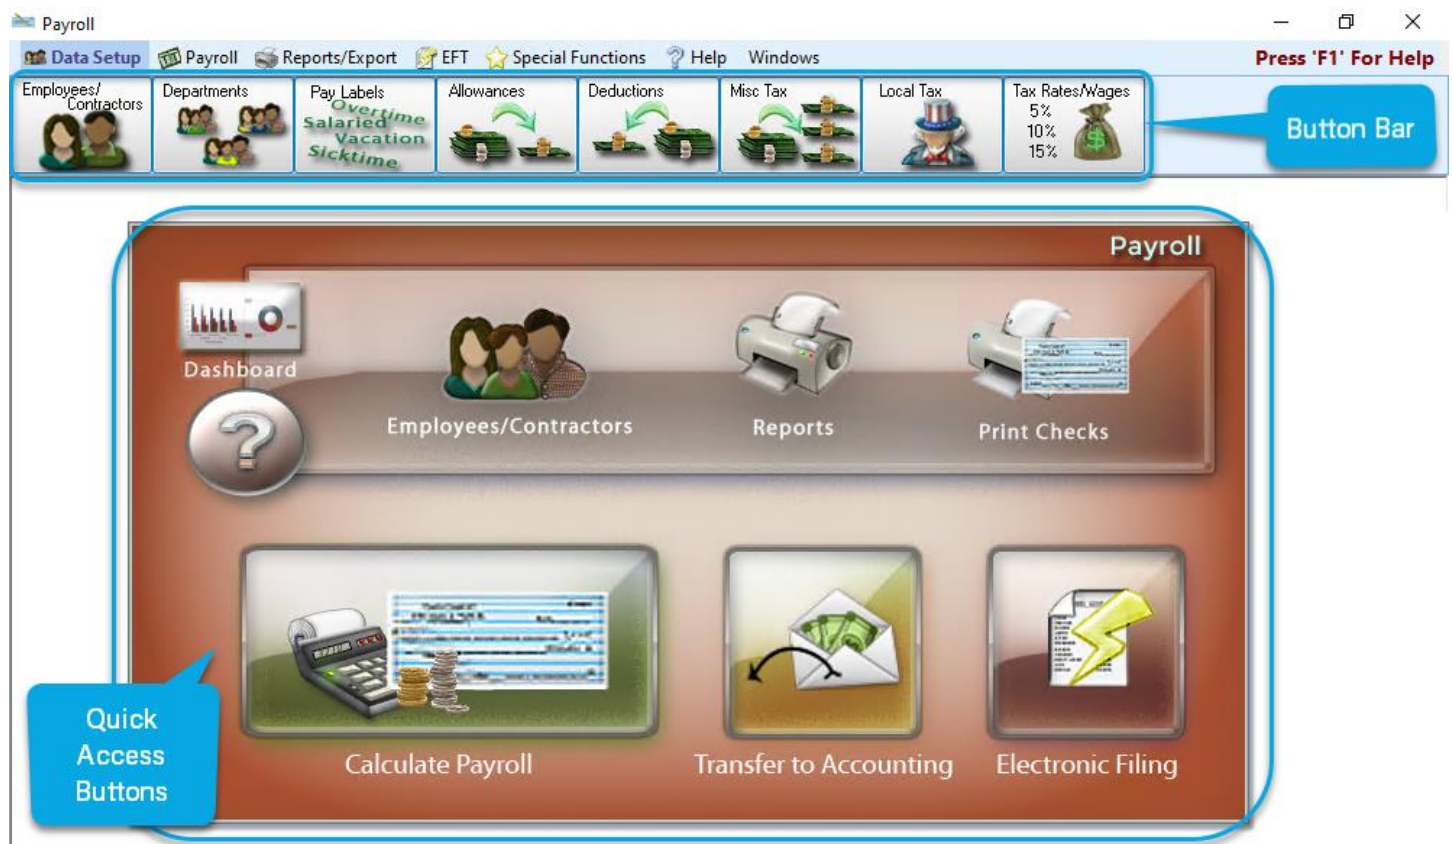 Payroll
Data Setup Payroll Reports/Export EFT Special Functions Help Windows Press 'F1' For Help
Employees/
Contractors
Departments
Pay Labels
Overtime
Salaried
Vacation
Sicktime
Allowances
Deductions
Misc Tax
Local Tax
Tax Rates/Wages
5%
10%
15%
Button Bar
Payroll
Dashboard
?
Employees/Contractors
Reports
Print Checks
Quick
Access
Buttons
Calculate Payroll
Transfer to Accounting
Electronic Filing